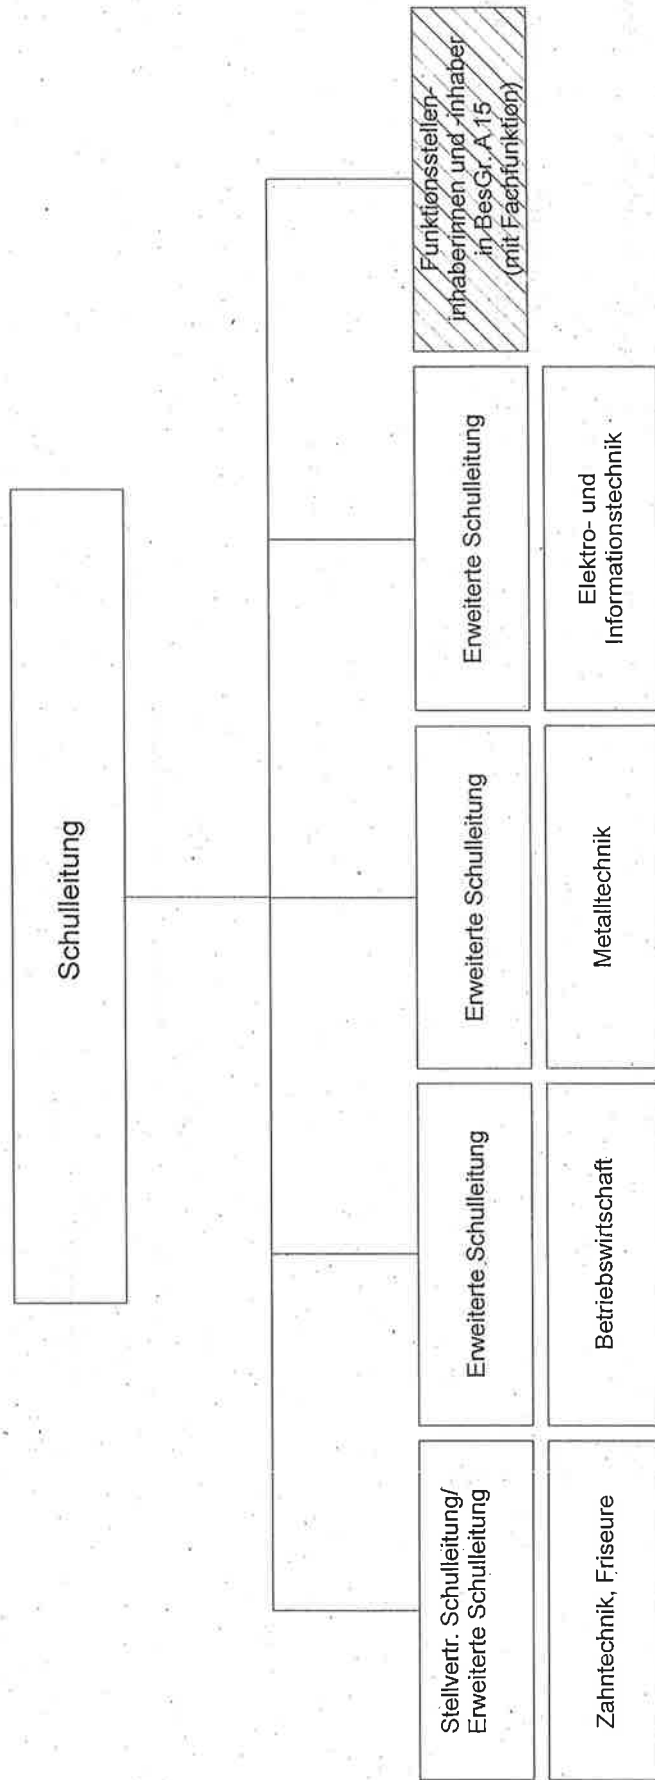 Schulleitung
Stellvertr. Schulleitung/
Erweiterte Schulleitung
Erweiterte Schulleitung
Erweiterte Schulleitung
Erweiterte Schulleitung
Funktionsstellen-
inhaberinnen und -inhaber
in BesGr. A 15
(mit Fachfunktion)
Zahntechnik, Friseure
Betriebswirtschaft
Metalltechnik
Elektro- und
Informationstechnik